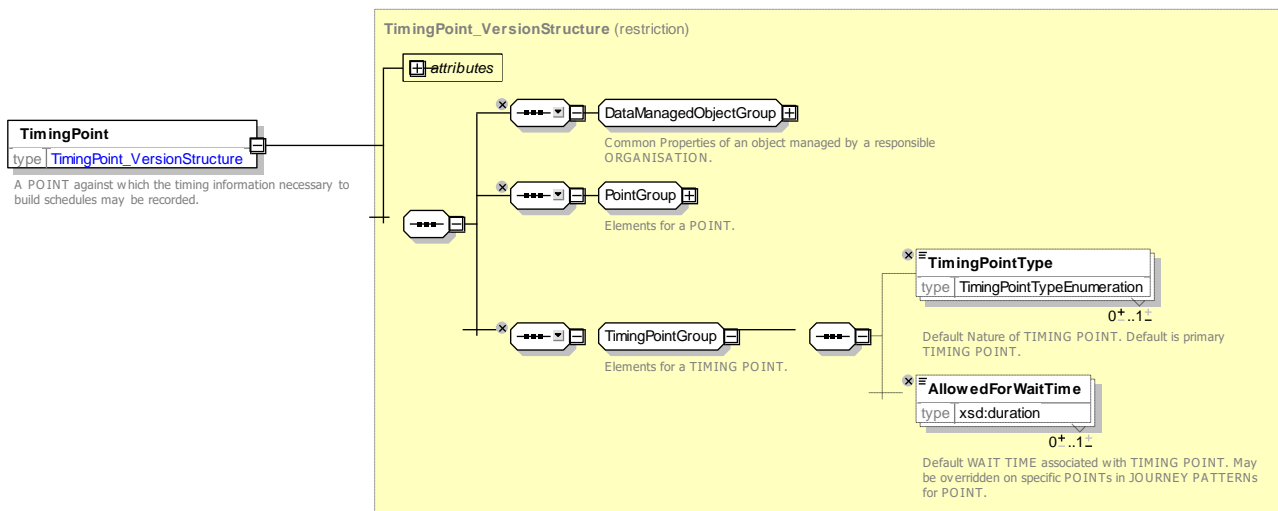 TimingPoint_VersionStructure (restriction)
attributes
DataManagedObjectGroup
Common Properties of an object managed by a responsible
ORGANISATION.
TimingPoint
type TimingPoint_VersionStructure
A POINT against which the timing information necessary to
build schedules may be recorded.
PointGroup
Elements for a POINT.
TimingPointType
type TimingPointTypeEnumeration
0..1
Default Nature of TIMING POINT. Default is primary
TIMING POINT.
TimingPointGroup
Elements for a TIMING POINT.
AllowedForWaitTime
type xsd:duration
0..1
Default WAIT TIME associated with TIMING POINT. May
be overridden on specific POINTs in JOURNEY PATTERNs
for POINT.